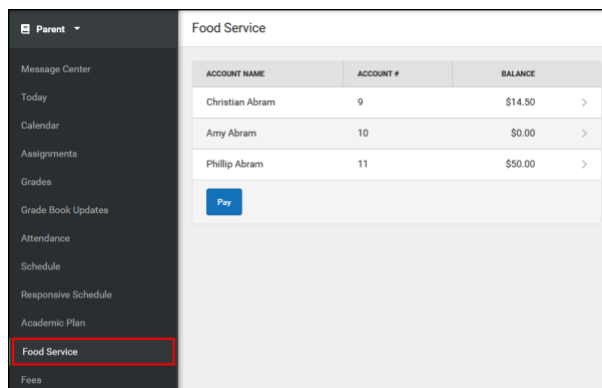 Parent
Food Service
Message Center
Today
Calendar
Assignments
Grades
Grade Book Updates
Attendance
Schedule
Responsive Schedule
Academic Plan
Food Service
Fees
ACCOUNT NAME ACCOUNT # BALANCE
Christian Abram 9 $14.50
Amy Abram 10 $0.00
Phillip Abram 11 $50.00
Pay